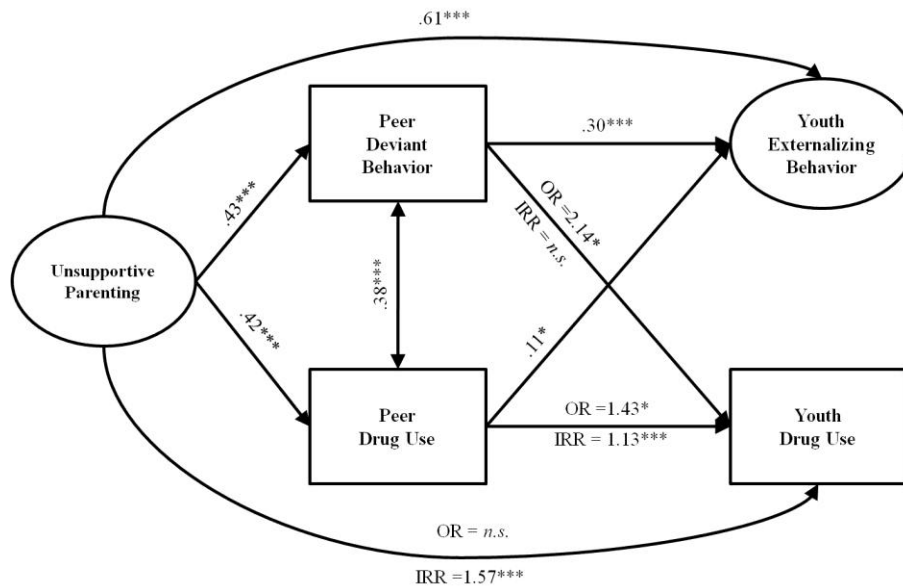 .61***
Peer
Deviant
Behavior
.30***
Youth
Externalizing
Behavior
.43***
OR =2.14*
IRR = n.s.
Unsupportive
Parenting
.38***
.42***
.11*
Peer
Drug Use
OR =1.43*
IRR = 1.13***
Youth
Drug Use
OR = n.s.
IRR =1.57***